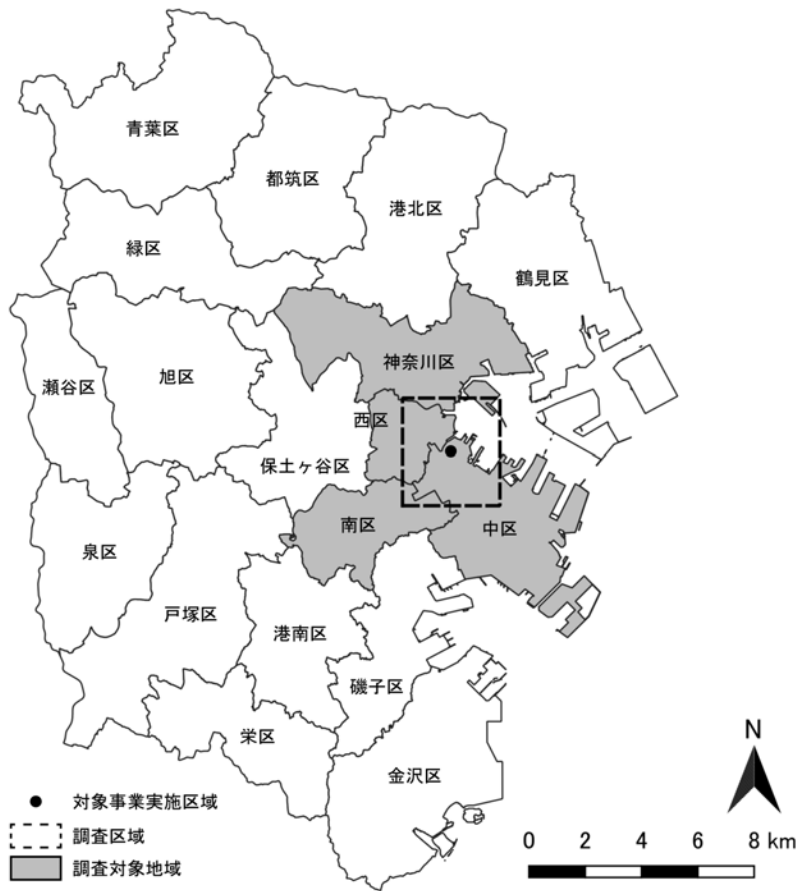 青葉区
都筑区
港北区
緑区
鶴見区
神奈川区
瀬谷区
旭区
西区
保土ヶ谷区
南区
中区
泉区
戸塚区
港南区
磯子区
栄区
金沢区
N
対象事業実施区域
調査区域
調査対象地域
0 2 4 6 8 km